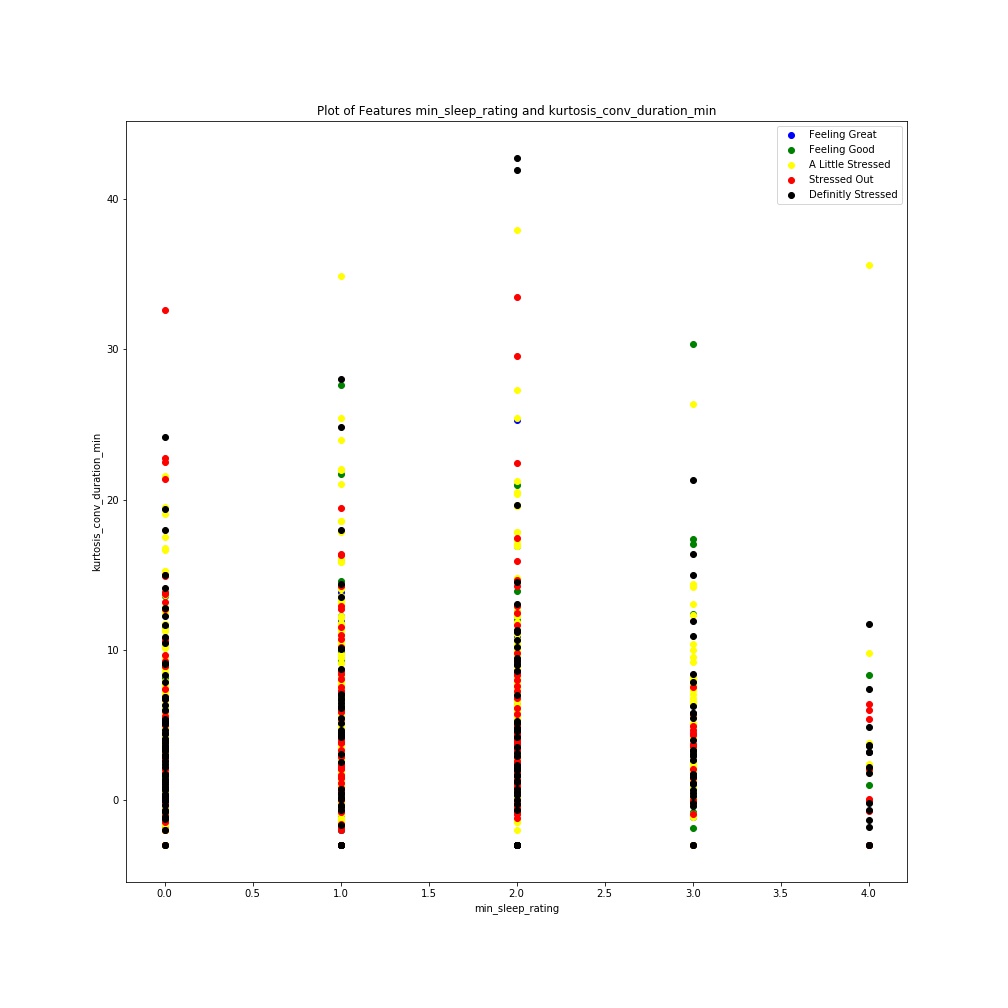 Plot of Features min_sleep_rating and kurtosis_conv_duration_min
Feeling Great
Feeling Good
A Little Stressed
Stressed Out
Definitly Stressed
kurtosis_conv_duration_min
40
30
20
10
0
0.0 0.5 1.0 1.5 2.0 2.5 3.0 3.5 4.0
min_sleep_rating